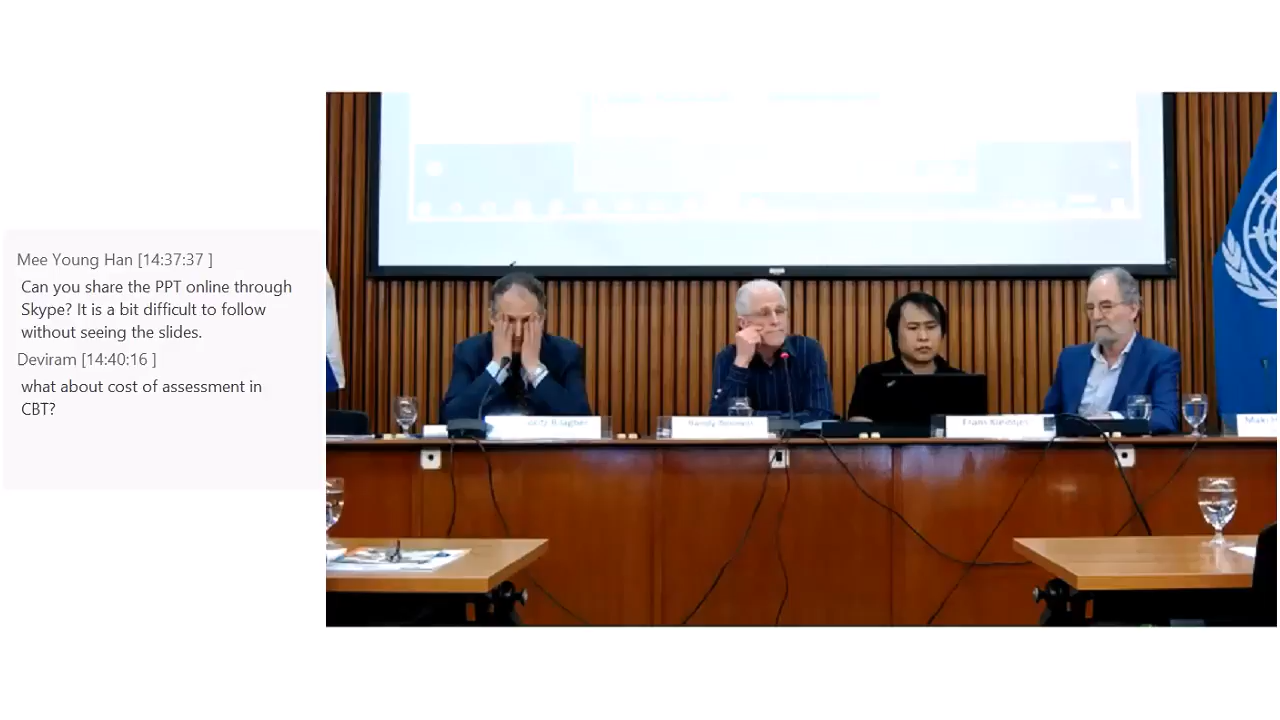 Mee Young Han [14:37:37 ]
Can you share the PPT online through
Skype? It is a bit difficult to follow
without seeing the slides.
Deviram [14:40:16 ]
what about cost of assessment in
CBT?